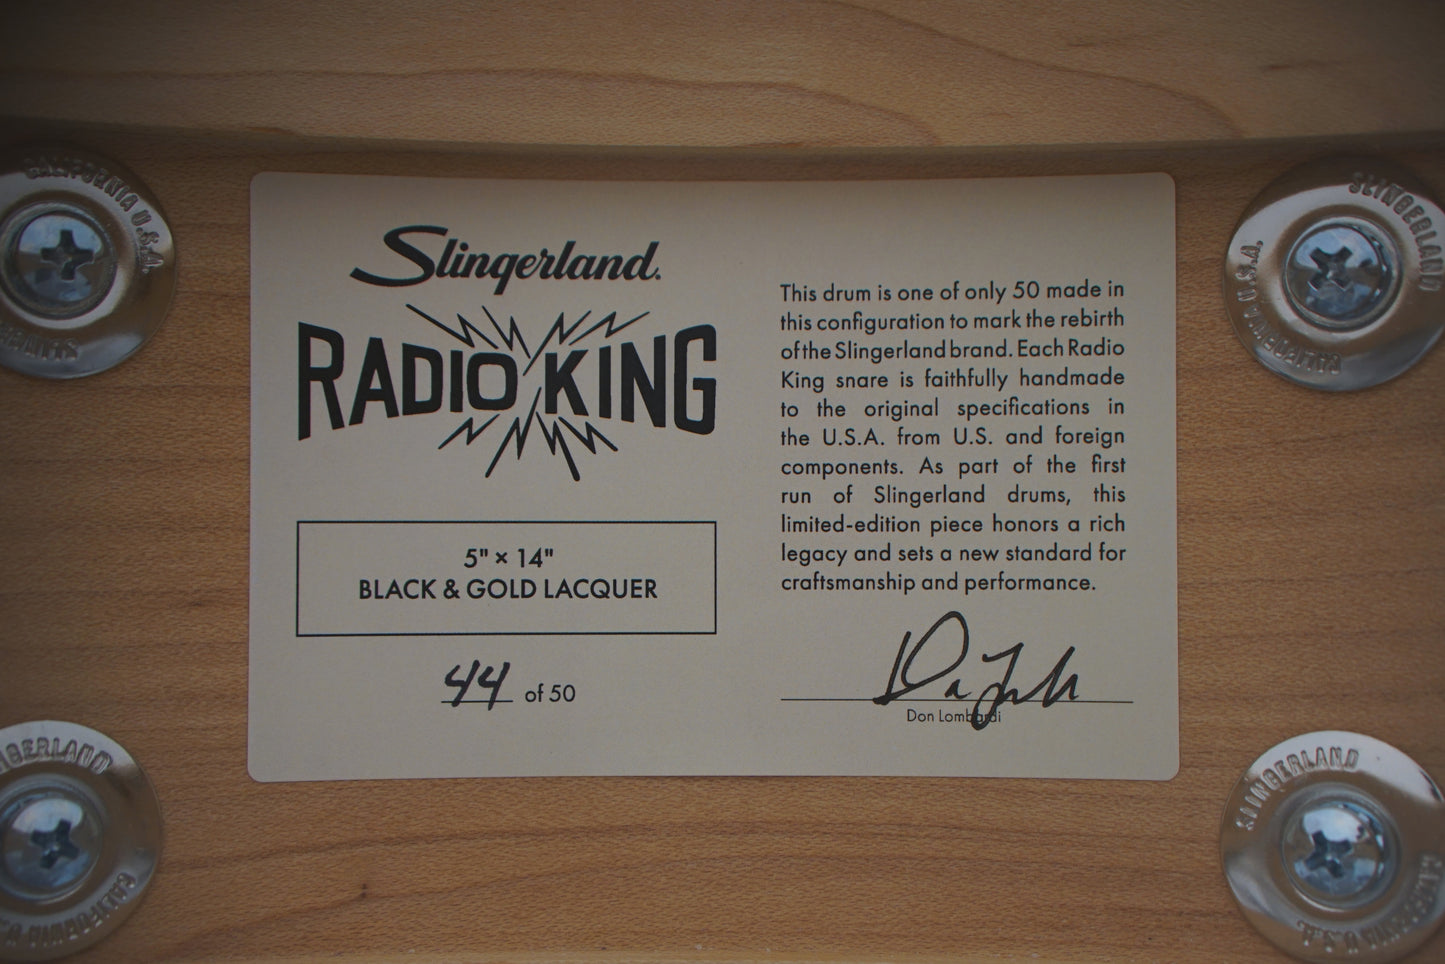 Slingerland.
RADIO KING
5" × 14"
BLACK & GOLD LACQUER
44 of 50
This drum is one of only 50 made in
this configuration to mark the rebirth
of the Slingerland brand. Each Radio
King snare is faithfully handmade
to the original specifications in
the U.S.A. from U.S. and foreign
components. As part of the first
run of Slingerland drums, this
limited-edition piece honors a rich
legacy and sets a new standard for
craftsmanship and performance.
Don Lombardi
CALIFORNIA U.S.A.
SLINGERLAND
CALIFORNIA U.S.A.
SLINGERLAND
CALIFORNIA U.S.A.